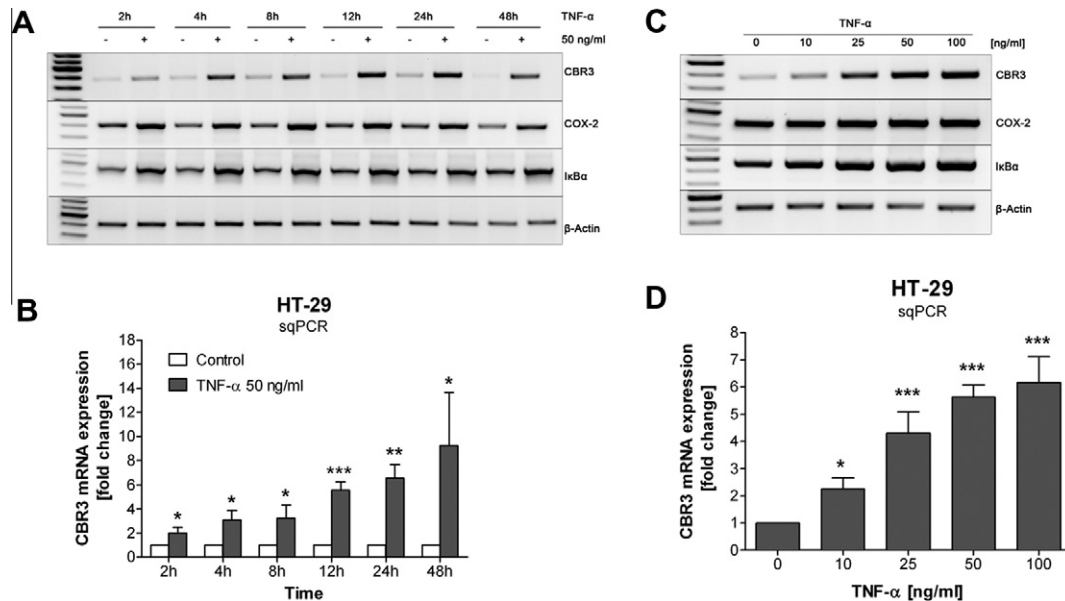 A
2h 4h 8h 12h 24h 48h TNF-α
- + - + - + - + - + - + 50 ng/ml
CBR3
COX-2
IκBα
β-Actin
C
TNF-α
0 10 25 50 100 [ng/ml]
CBR3
COX-2
IκBα
β-Actin
B
HT-29
sqPCR
CBR3 mRNA expression
[fold change]
18
16
14
12
10
8
6
4
2
0
Control
TNF-α 50 ng/ml
* * * *** ** *
2h 4h 8h 12h 24h 48h
Time
D
HT-29
sqPCR
CBR3 mRNA expression
[fold change]
8
7
6
5
4
3
2
1
0
* *** *** ***
0 10 25 50 100
TNF-α [ng/ml]